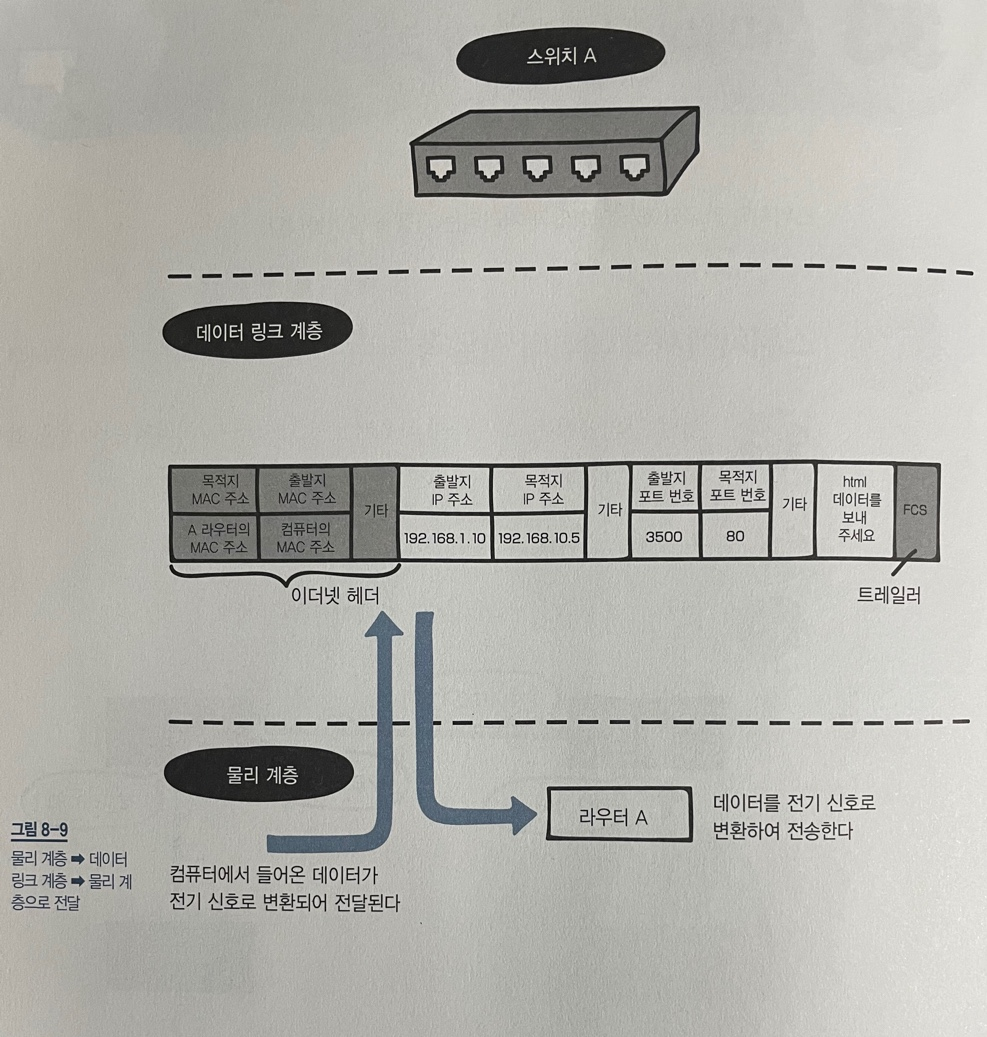 스위치 A
데이터 링크 계층
목적지
MAC 주소
출발지
MAC 주소
기타
출발지
IP 주소
목적지
IP 주소
기타
출발지
포트 번호
목적지
포트 번호
기타
html
데이터를
보내
주세요
FCS
A 라우터의
MAC 주소
컴퓨터의
MAC 주소
192.168.1.10
192.168.10.5
3500
80
이더넷 헤더
트레일러
물리 계층
라우터 A
데이터를 전기 신호로
변환하여 전송한다
컴퓨터에서 들어온 데이터가
전기 신호로 변환되어 전달된다
그림 8-9
물리 계층 ➡ 데이터
링크 계층 ➡ 물리 계
층으로 전달